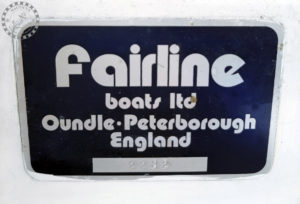 Fairline
boats ltd
Oundle·Peterborough
England